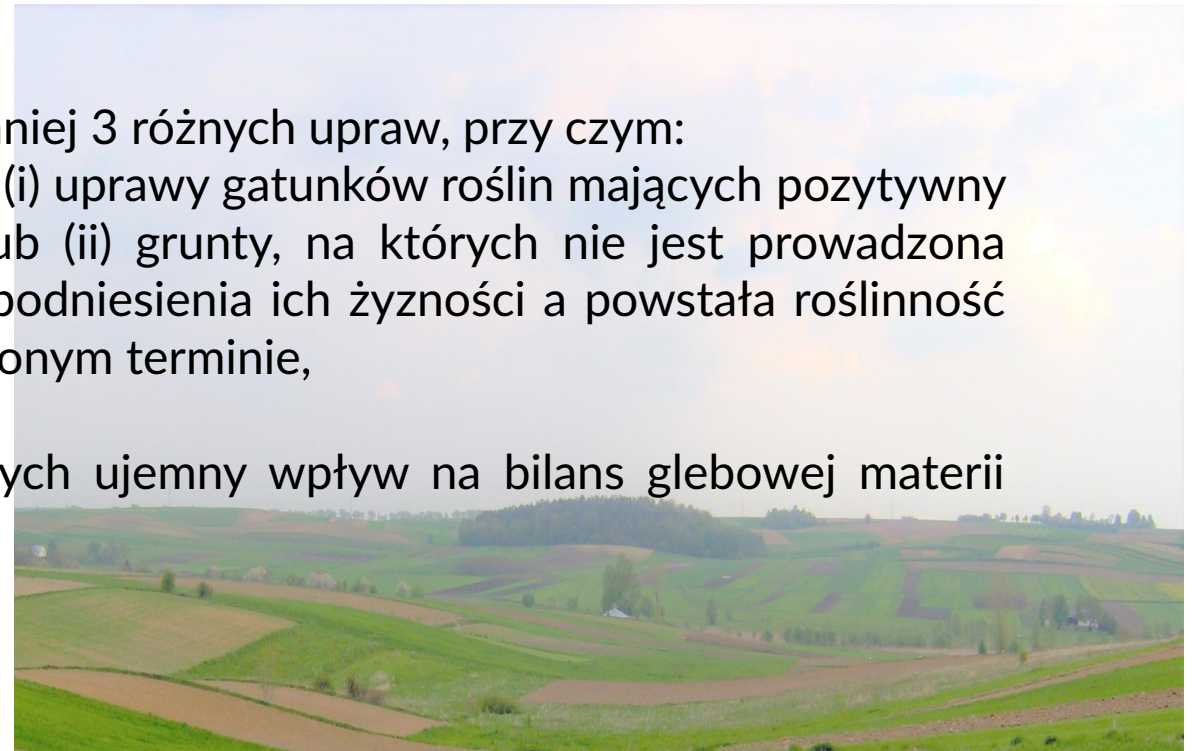 niej 3 różnych upraw, przy czym:
(i) uprawy gatunków roślin mających pozytywny
ub (ii) grunty, na których nie jest prowadzona
podniesienia ich żyzności a powstała roślinność
onym terminie,
ych ujemny wpływ na bilans glebowej materii